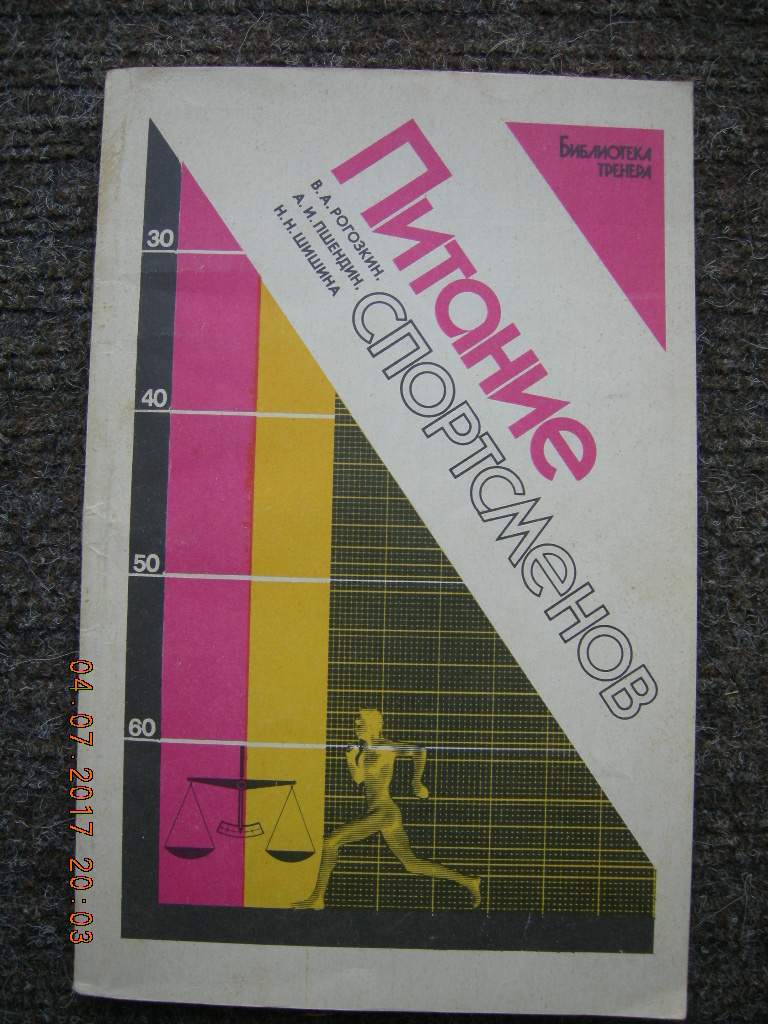 Библиотека
тренера
В. А. РОГОЗКИН,
А. И. ПШЕНДИН,
Н. Н. ШИШИНА
Питание
спортсменов
30
40
50
60
04.07.2017 20:03